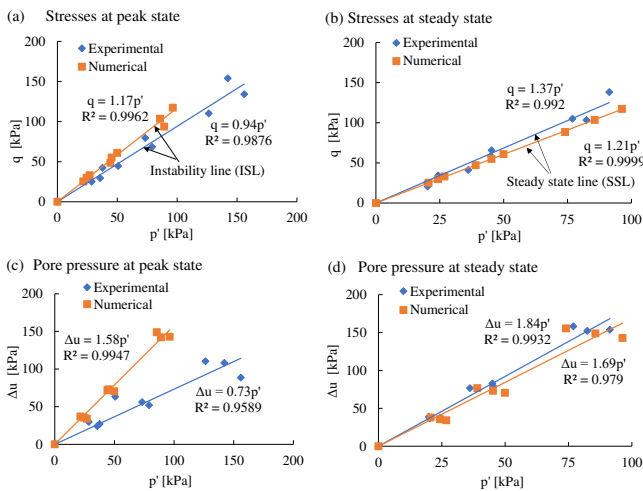 (a) Stresses at peak state
200
150
100
50
0
q [kPa]
Experimental
Numerical
q = 1.17p'
R² = 0.9962
q = 0.94p'
R² = 0.9876
Instability line (ISL)
0 50 100 150 200
p' [kPa]
(b) Stresses at steady state
200
150
100
50
0
q [kPa]
Experimental
Numerical
q = 1.37p'
R² = 0.992
q = 1.21p'
R² = 0.9999
Steady state line (SSL)
0 25 50 75 100
p' [kPa]
(c) Pore pressure at peak state
200
150
100
50
0
Δu [kPa]
Experimental
Numerical
Δu = 1.58p'
R² = 0.9947
Δu = 0.73p'
R² = 0.9589
0 50 100 150 200
p' [kPa]
(d) Pore pressure at steady state
200
150
100
50
0
Δu [kPa]
Experimental
Numerical
Δu = 1.84p'
R² = 0.9932
Δu = 1.69p'
R² = 0.979
0 25 50 75 100
p' [kPa]